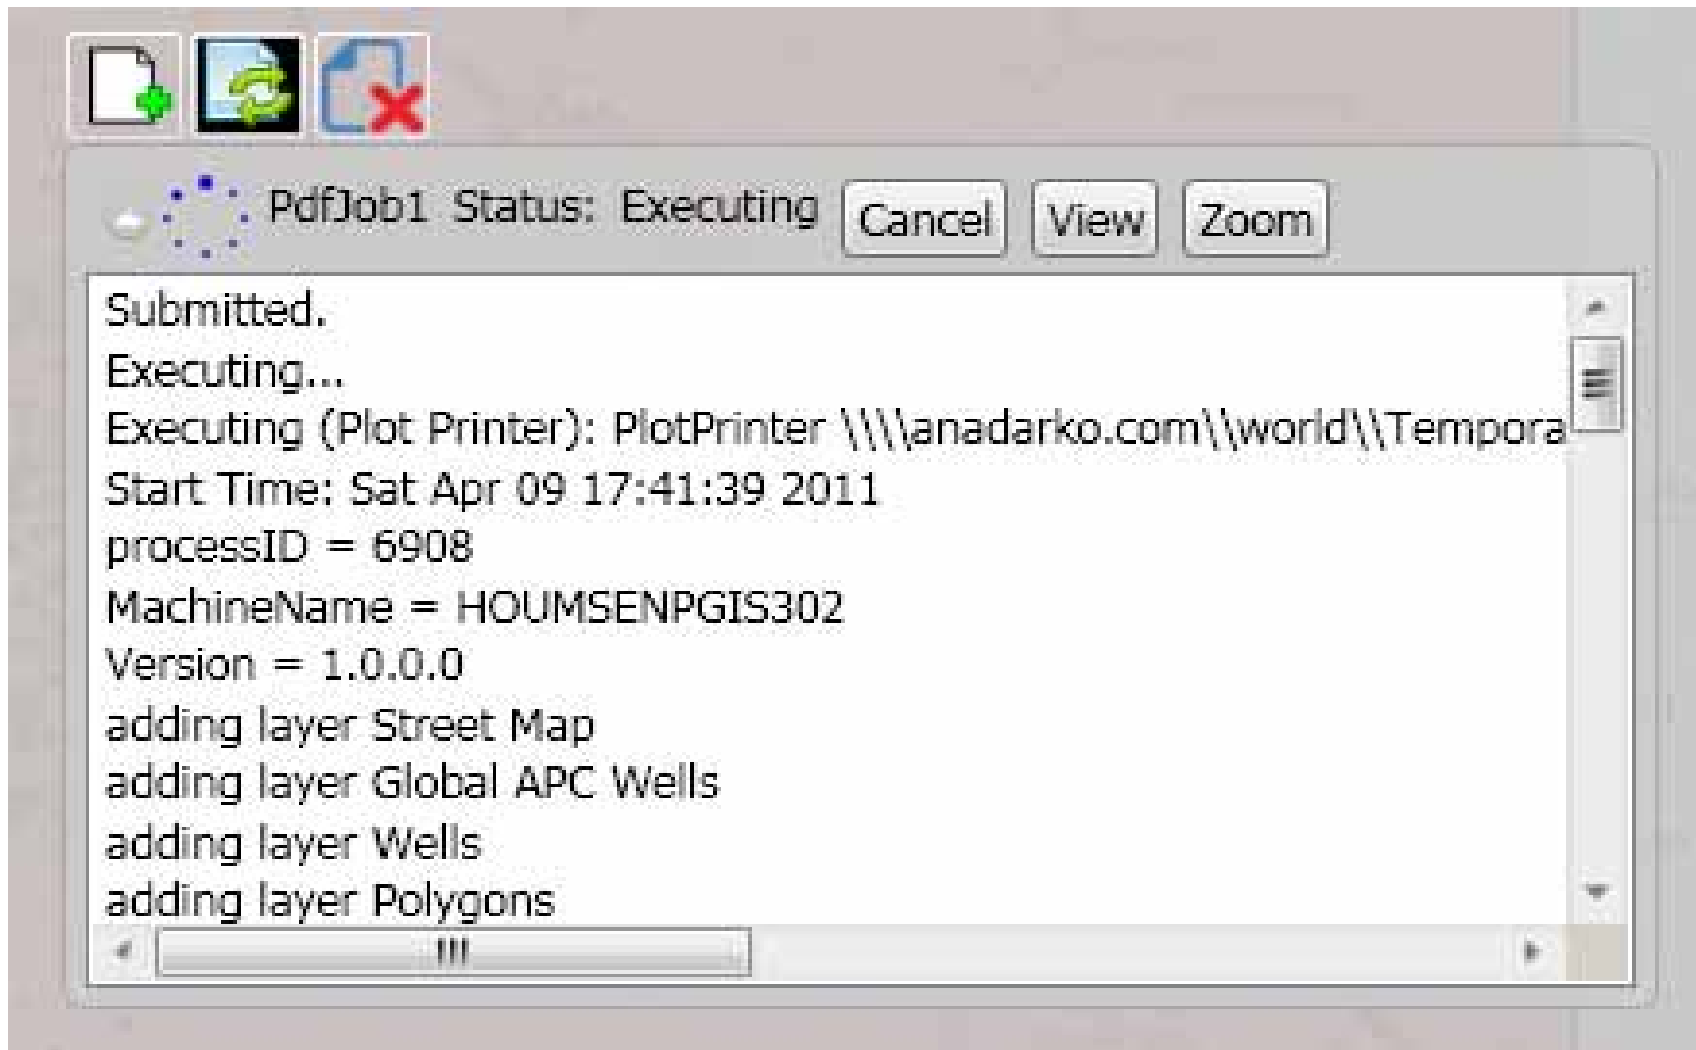 PdfJob1 Status: Executing Cancel View Zoom
Submitted.
Executing...
Executing (Plot Printer): PlotPrinter \\\\anadarko.com\\world\\Tempora
Start Time: Sat Apr 09 17:41:39 2011
processID = 6908
MachineName = HOUMSENPGIS302
Version = 1.0.0.0
adding layer Street Map
adding layer Global APC Wells
adding layer Wells
adding layer Polygons